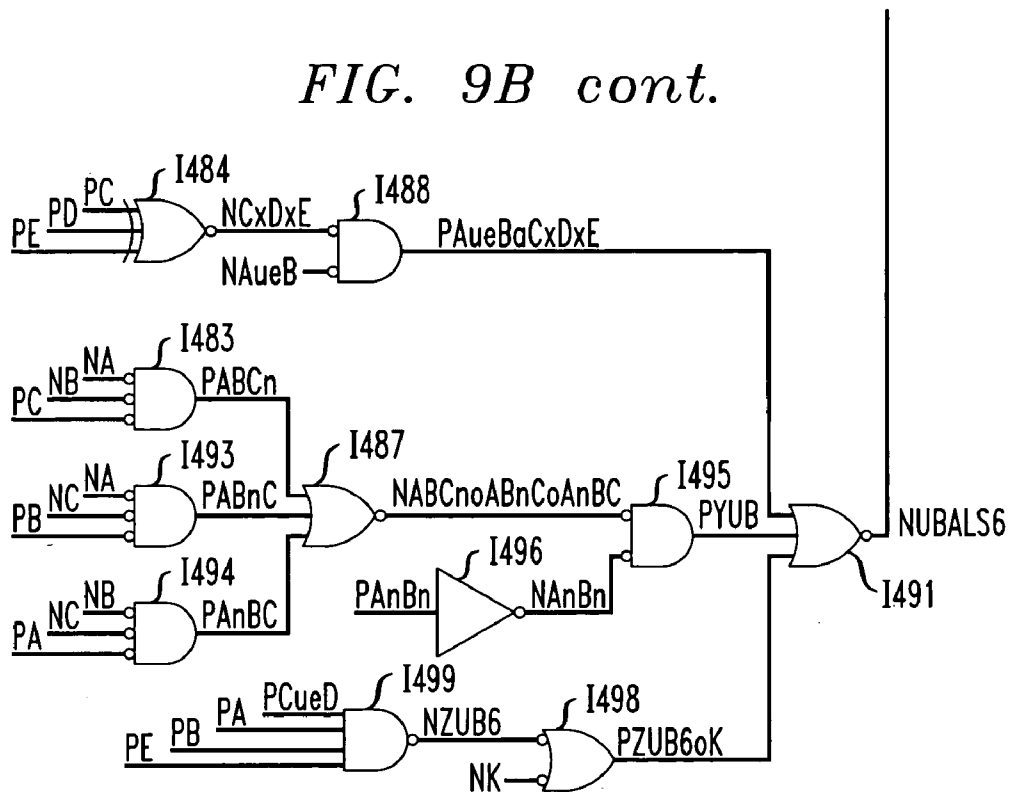 FIG. 9B cont.
I484
PC
PD
PE
NCxDxE
I488
NAueB
PAueBaCxDxE
I483
NA
NB
PC
PABCn
I493
NA
NC
PB
PABnC
I487
NABCnoABnCoAnBC
I495
PYUB
NUBALS6
I491
I494
NB
NC
PA
PAnBC
I496
PAnBn
NAnBn
I499
PCueD
PA
PB
PE
NZUB6
I498
NK
PZUB6oK